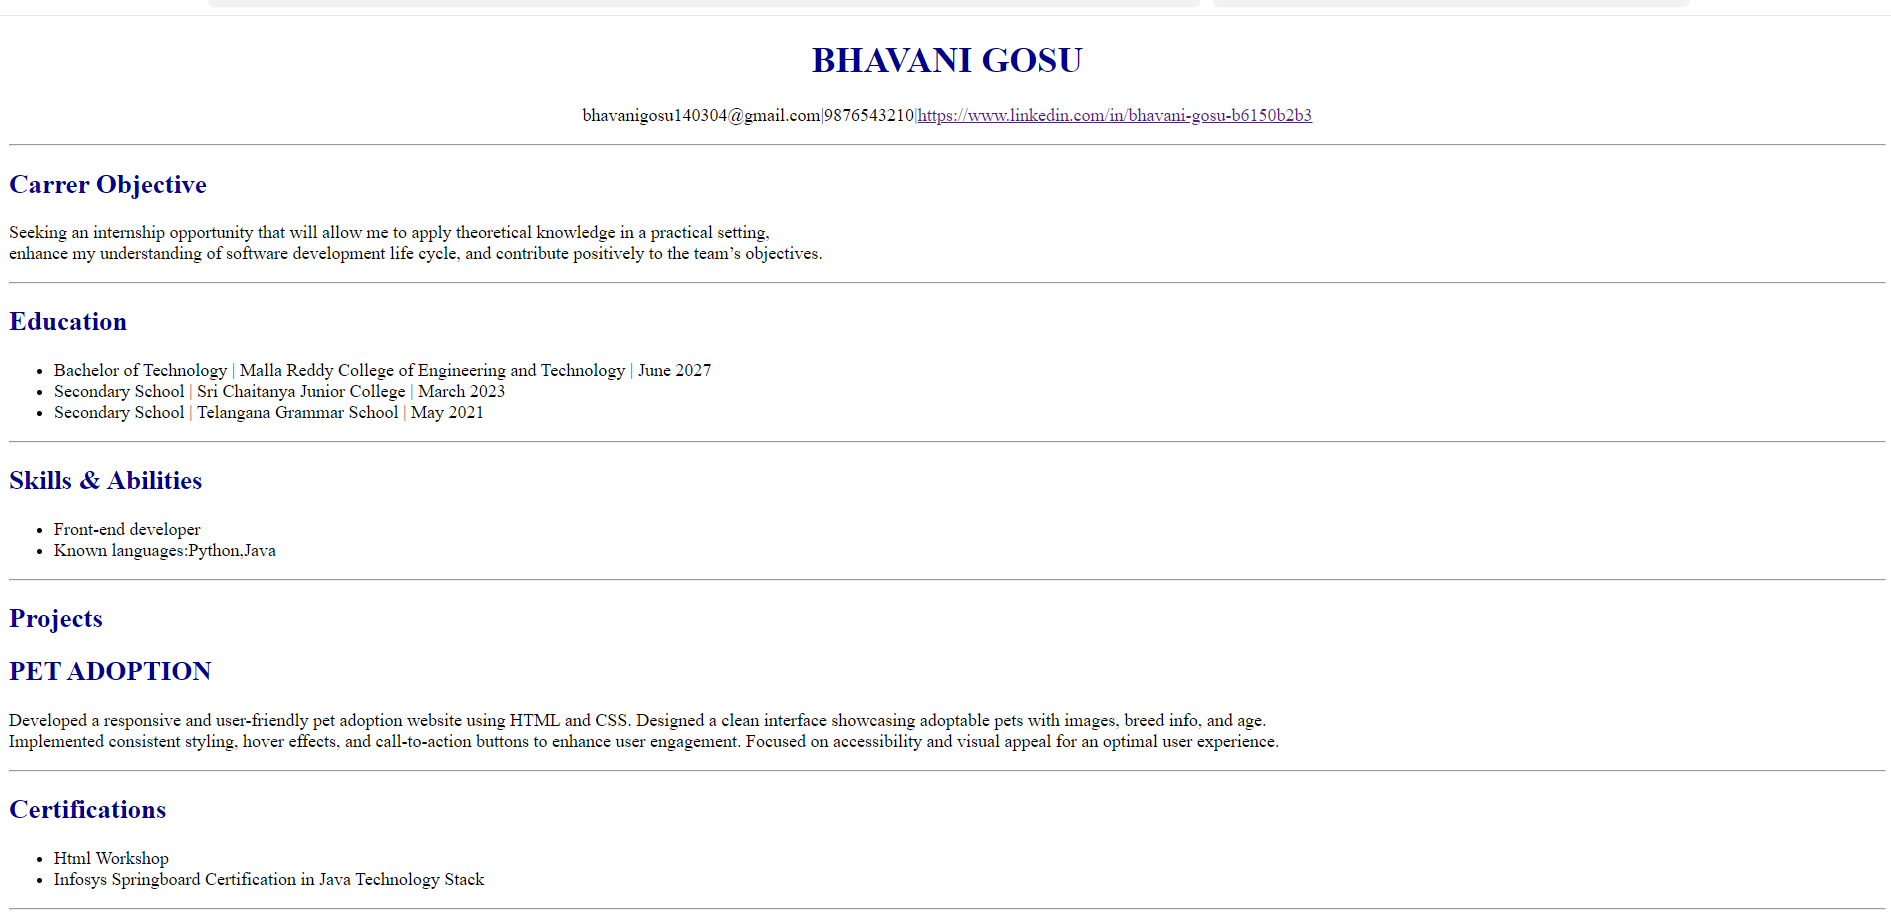 BHAVANI GOSU
bhavanigosu140304@gmail.com|9876543210|https://www.linkedin.com/in/bhavani-gosu-b6150b2b3
Carrer Objective
Seeking an internship opportunity that will allow me to apply theoretical knowledge in a practical setting,
enhance my understanding of software development life cycle, and contribute positively to the team’s objectives.
Education
• Bachelor of Technology | Malla Reddy College of Engineering and Technology | June 2027
• Secondary School | Sri Chaitanya Junior College | March 2023
• Secondary School | Telangana Grammar School | May 2021
Skills & Abilities
• Front-end developer
• Known languages:Python,Java
Projects
PET ADOPTION
Developed a responsive and user-friendly pet adoption website using HTML and CSS. Designed a clean interface showcasing adoptable pets with images, breed info, and age.
Implemented consistent styling, hover effects, and call-to-action buttons to enhance user engagement. Focused on accessibility and visual appeal for an optimal user experience.
Certifications
• Html Workshop
• Infosys Springboard Certification in Java Technology Stack